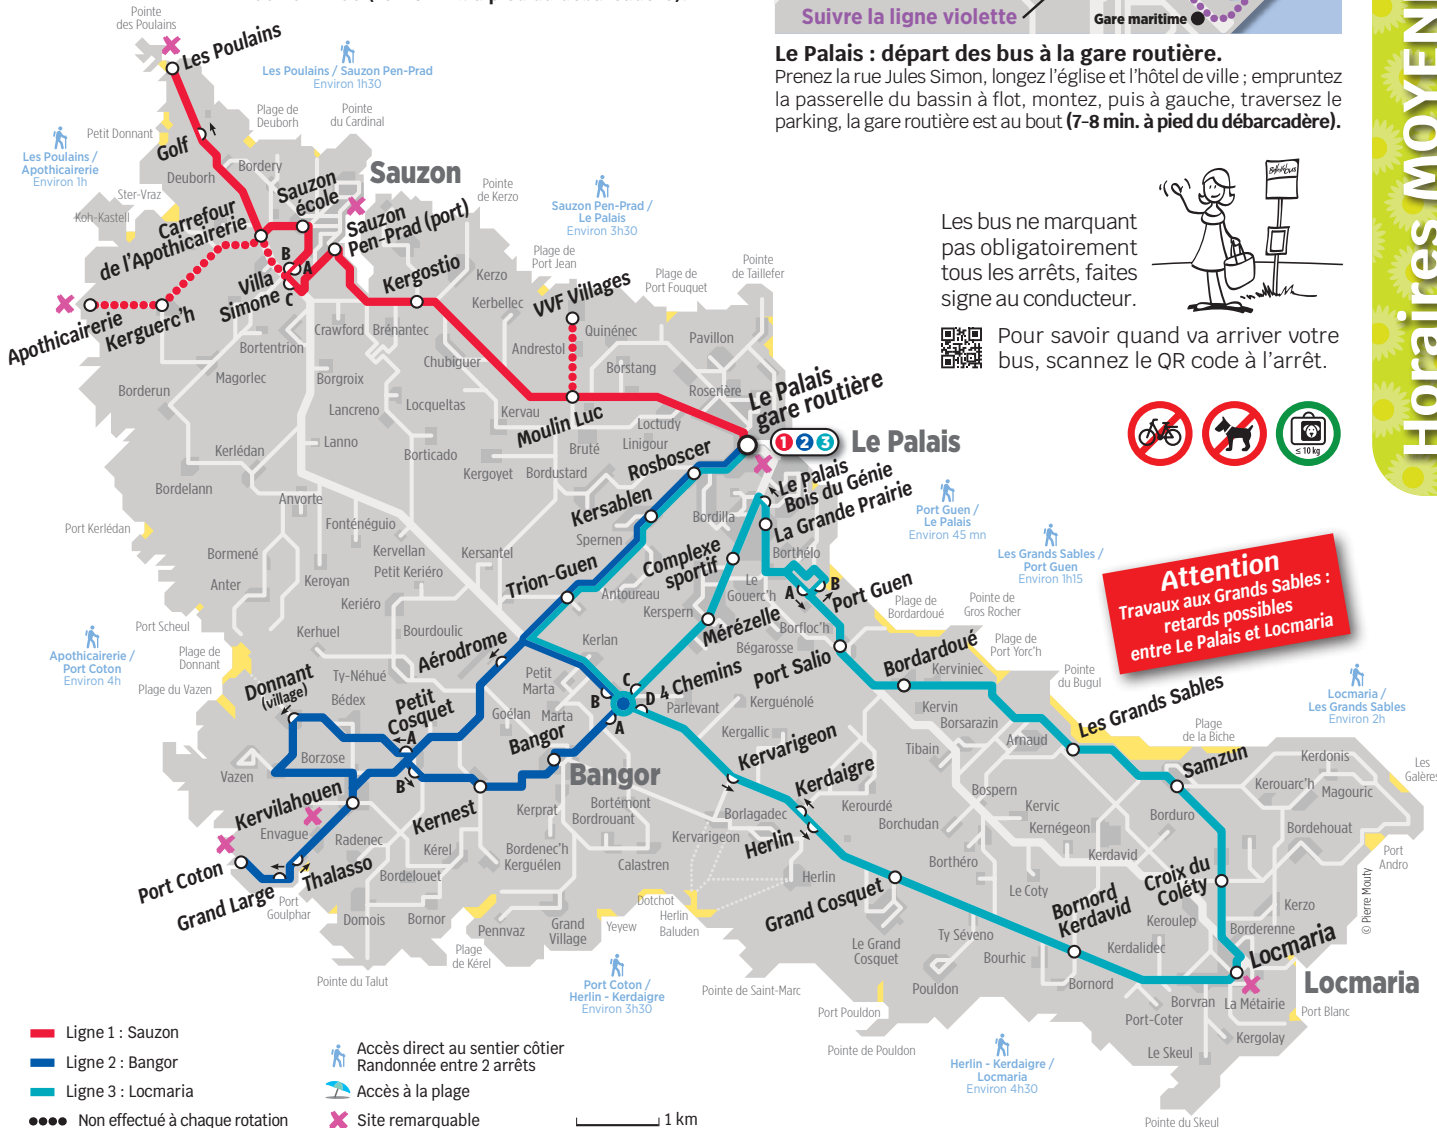 Suivre la ligne violette
Gare maritime
Le Palais : départ des bus à la gare routière.
Prenez la rue Jules Simon, longez l'église et l'hôtel de ville ; empruntez
la passerelle du bassin à flot, montez, puis à gauche, traversez le
parking, la gare routière est au bout (7-8 min. à pied du débarcadère).
Horaires MOYEN
Les bus ne marquant
pas obligatoirement
tous les arrêts, faites
signe au conducteur.
Pour savoir quand va arriver votre
bus, scannez le QR code à l'arrêt.
≤ 10 kg
Attention
Travaux aux Grands Sables :
retards possibles
entre Le Palais et Locmaria
Pointe
des Poulains
Les Poulains
Les Poulains / Sauzon Pen-Prad
Environ 1h30
Plage de
Deuborh
Pointe
du Cardinal
Petit Donnant
Golf
Les Poulains /
Apothicairerie
Environ 1h
Deuborh
Bordery
Ster-Vraz
Koh-Kastell
Sauzon
Sauzon
école
Carrefour
de l'Apothicairerie
Sauzon
Pen-Prad (port)
Pointe
de Kerzo
Sauzon Pen-Prad /
Le Palais
Environ 3h30
B
A
C
Villa
Simone
Kergostio
Kerzo
Kerbellec
Plage de
Port Jean
VVF Villages
Plage de
Port Fouquet
Pointe
de Taillefer
Apothicairerie
Kerguerc'h
Crawford
Brénantec
Bortentrion
Chubiguer
Andrestol
Quinénec
Pavillon
Magorlec
Borgroix
Borstang
Roserière
Borderun
Lancreno
Locqueltas
Kervau
Moulin Luc
Le Palais
gare routière
1 2 3
Le Palais
Loctudy
Linigour
Lanno
Borticado
Bruté
Kerlédan
Kergoyet
Bordustard
Rosboscer
Bordelann
Anvorte
Kersablen
Le Palais
Bois du Génie
La Grande Prairie
Port Guen /
Le Palais
Environ 45 mn
Fonténéguio
Bordilla
Port Kerlédan
Spernen
Bormené
Kervellan
Kersantel
Complexe
sportif
Borthélo
Les Grands Sables /
Port Guen
Environ 1h15
Anter
Keroyan
Petit Keriéro
Trion-Guen
Keriéro
Antoureau
Le
Gouerc'h
A
B
Port Guen
Kerspern
Mérézelle
Plage de
Bordardoué
Pointe de
Gros Rocher
Port Scheul
Kerhuel
Bourdoulic
Kerlan
Borfloc'h
Bégarosse
Apothicairerie /
Port Coton
Environ 4h
Plage de
Donnant
Aérodrome
Port Salio
Bordardoué
Plage de
Port Yorc'h
Kerviniec
Pointe
du Bugul
Plage du Vazen
Donnant
(village)
Ty-Néhué
Petit
Marta
4 Chemins
C
D
B
A
Bédex
Petit
Cosquet
Goélan
Marta
Parlevant
Kerguénolé
Kervin
Borsarazin
Les Grands Sables
Locmaria /
Les Grands Sables
Environ 2h
A
B
Bangor
Kergallic
Tibain
Arnaud
Plage
de la Biche
Borzose
Vazen
Bangor
Kervarigeon
Samzun
Kerdonis
Les
Galères
Kervilahouen
Kerdaigre
Bospern
Kerouarc'h
Magouric
Kernest
Kerprat
Bortémont
Bordrouant
Borlagadec
Kerourdé
Kervic
Borduro
Envague
Radenec
Kervarigeon
Herlin
Borchudan
Kernégeon
Bordehouat
Kérel
Bordenec'h
Kerguélen
Kerdavid
Port
Andro
Port Coton
Thalasso
Calastren
Herlin
Borthéro
Bordelouet
Grand Large
Port
Goulphar
Grand Cosquet
Le Coty
Croix du
Coléty
Domois
Bornor
Pennvaz
Grand
Village
Yeyew
Dotchot
Herlin
Baluden
Bornord
Kerdavid
Kerzo
© Pierre Mouty
Keroulep
Borderenne
Plage
de Kérel
Le Grand
Cosquet
Ty Séveno
Kerdalidec
Locmaria
Bourhic
Pointe du Talut
Port Coton /
Herlin - Kerdaigre
Environ 3h30
Pointe de Saint-Marc
Pouldon
Bornord
Borvran
La Métairie
Locmaria
Port Pouldon
Port-Coter
Port Blanc
Pointe de Pouldon
Kergolay
Le Skeul
Herlin - Kerdaigre /
Locmaria
Environ 4h30
Pointe du Skeul
Ligne 1 : Sauzon
Ligne 2 : Bangor
Ligne 3 : Locmaria
Non effectué à chaque rotation
Accès direct au sentier côtier
Randonnée entre 2 arrêts
Accès à la plage
Site remarquable
1 km